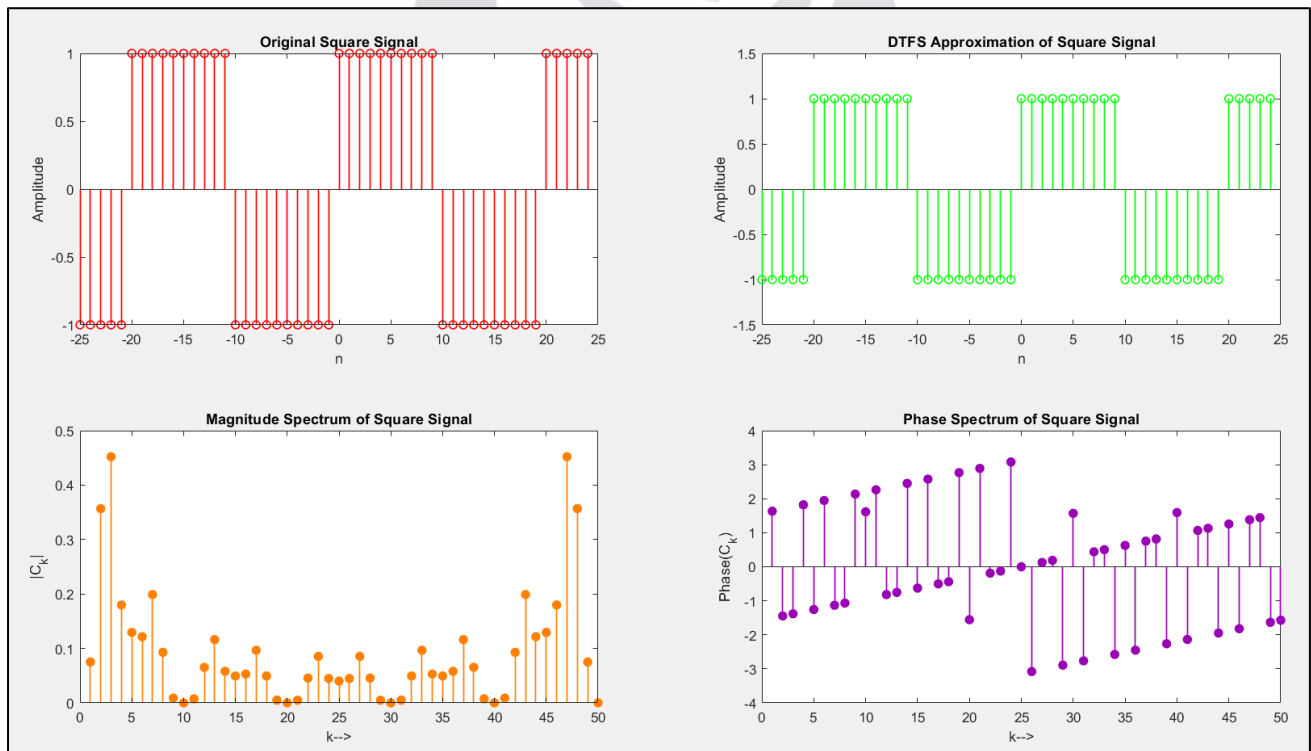 Original Square Signal
1
0.5
0
-0.5
-1
Amplitude
-25 -20 -15 -10 -5 0 5 10 15 20 25
n
DTFS Approximation of Square Signal
1.5
1
0.5
0
-0.5
-1
-1.5
Amplitude
-25 -20 -15 -10 -5 0 5 10 15 20 25
n
Magnitude Spectrum of Square Signal
0.5
0.4
0.3
0.2
0.1
0
|C_k|
0 5 10 15 20 25 30 35 40 45 50
k-->
Phase Spectrum of Square Signal
4
3
2
1
0
-1
-2
-3
-4
Phase(C_k)
0 5 10 15 20 25 30 35 40 45 50
k-->